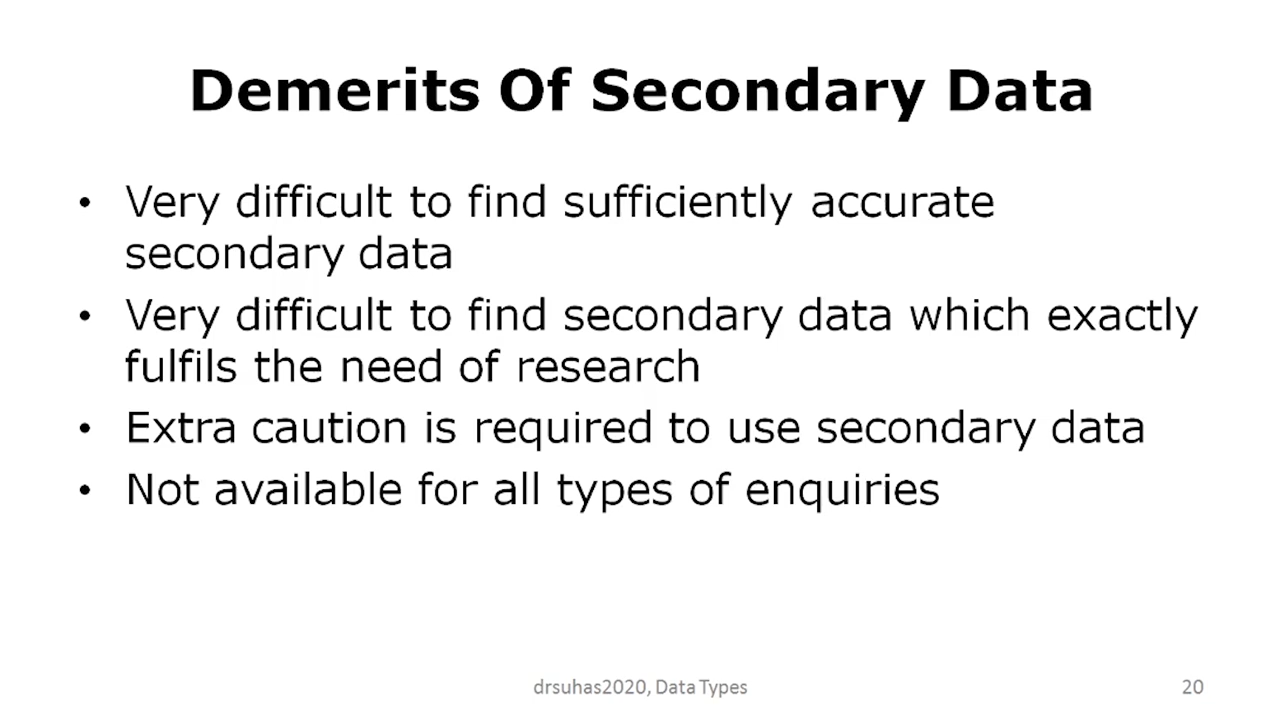 Demerits Of Secondary Data
• Very difficult to find sufficiently accurate
secondary data
• Very difficult to find secondary data which exactly
fulfils the need of research
• Extra caution is required to use secondary data
• Not available for all types of enquiries
drsuhas2020, Data Types
20